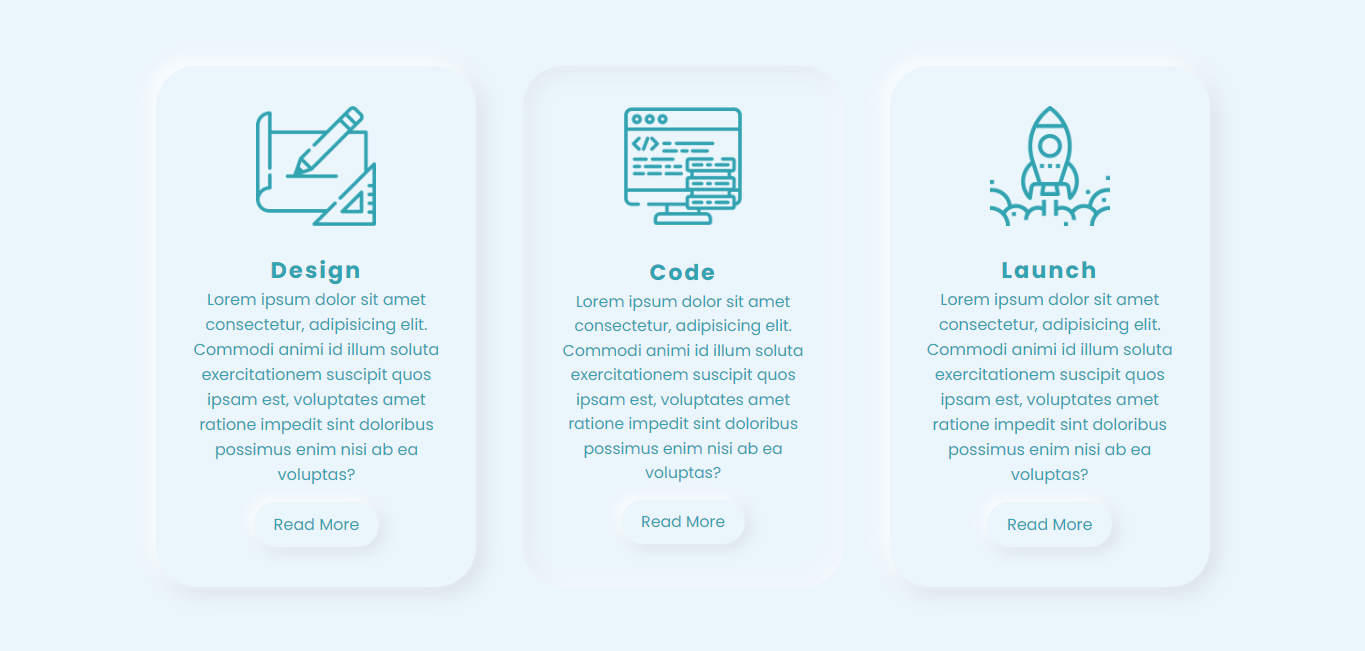 Design
Lorem ipsum dolor sit amet
consectetur, adipisicing elit.
Commodi animi id illum soluta
exercitationem suscipit quos
ipsam est, voluptates amet
ratione impedit sint doloribus
possimus enim nisi ab ea
voluptas?
Read More
</>
Code
Lorem ipsum dolor sit amet
consectetur, adipisicing elit.
Commodi animi id illum soluta
exercitationem suscipit quos
ipsam est, voluptates amet
ratione impedit sint doloribus
possimus enim nisi ab ea
voluptas?
Read More
Launch
Lorem ipsum dolor sit amet
consectetur, adipisicing elit.
Commodi animi id illum soluta
exercitationem suscipit quos
ipsam est, voluptates amet
ratione impedit sint doloribus
possimus enim nisi ab ea
voluptas?
Read More